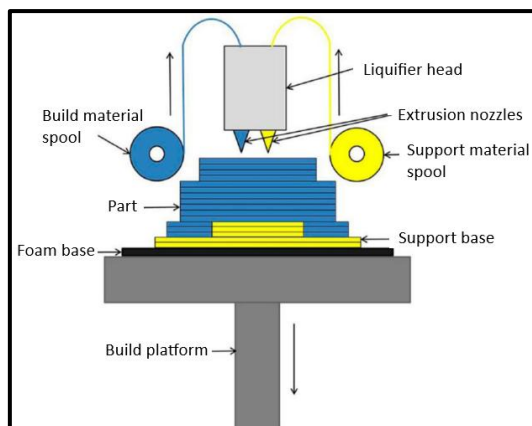 Liquifier head
Build material
spool
Extrusion nozzles
Support material
spool
Part
Support base
Foam base
Build platform